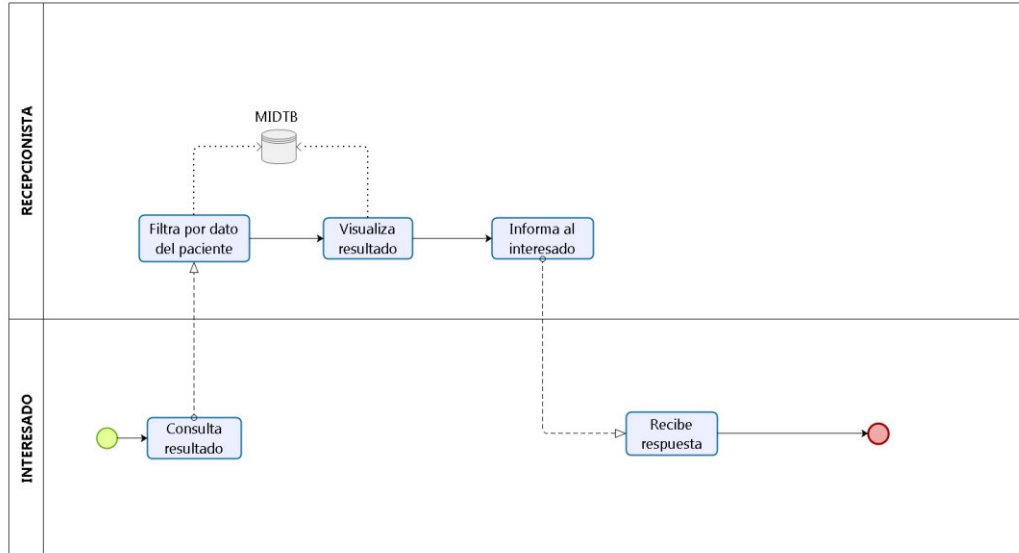 RECEPCIONISTA
MIDTB
Filtra por dato
del paciente
Visualiza
resultado
Informa al
interesado
INTERESADO
Consulta
resultado
Recibe
respuesta